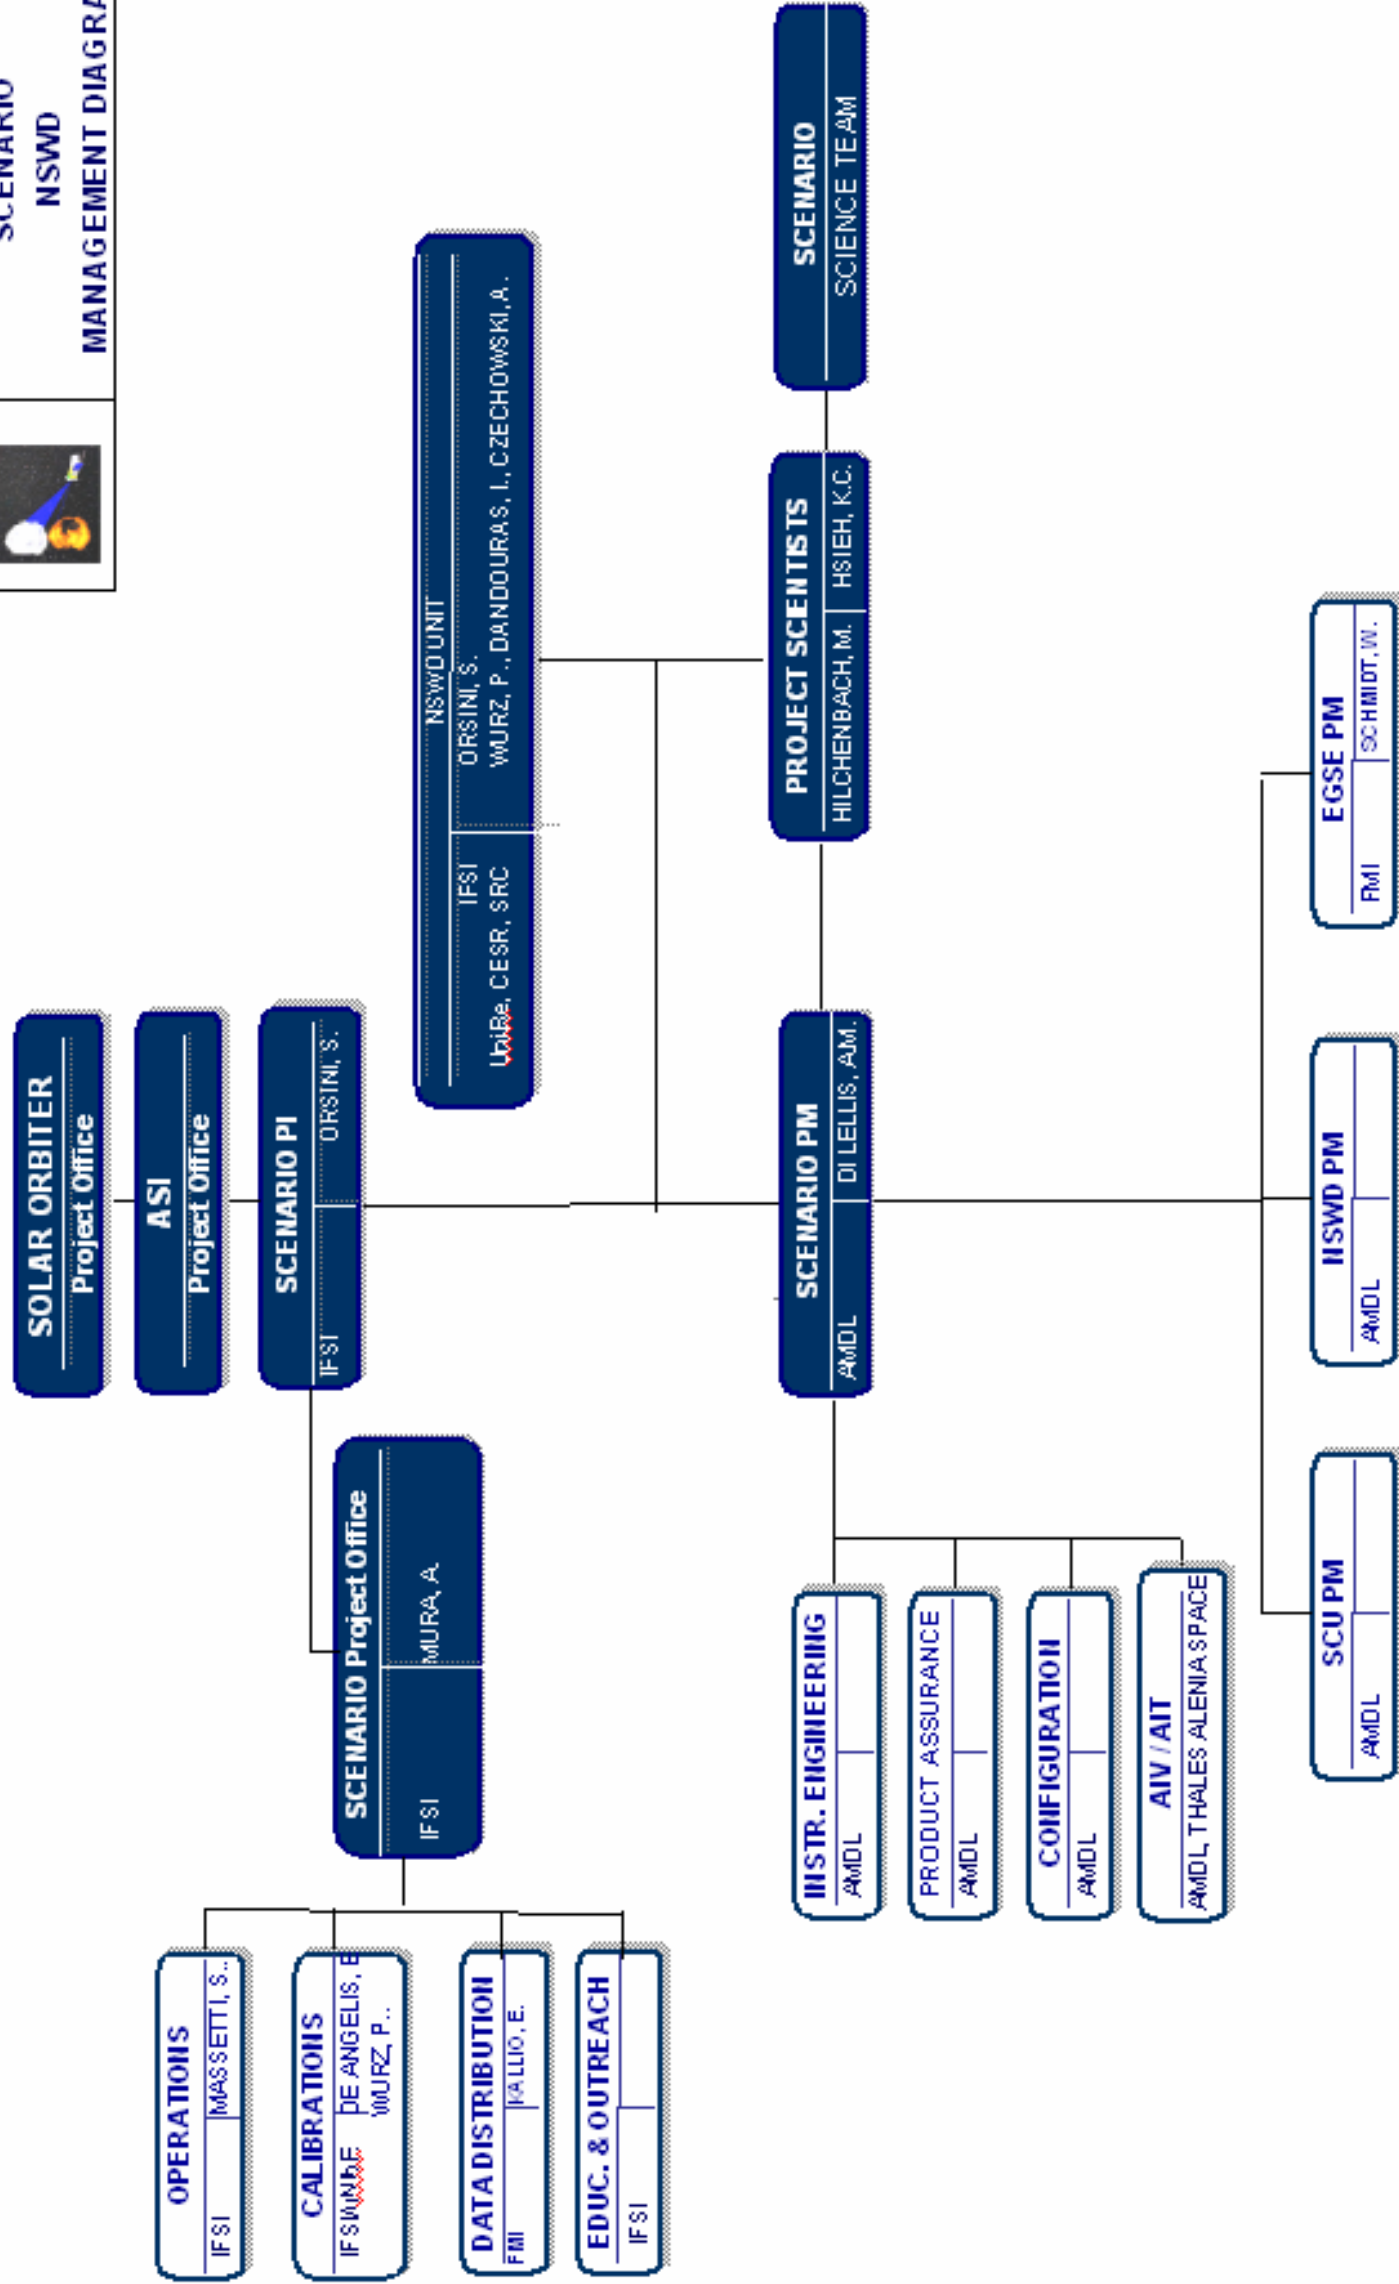 SCENARIO
NSWD
MANAGEMENT DIAGRA
SOLAR ORBITER
Project Office
ASI
Project Office
SCENARIO PI
IFSI ORSINI, S.
SCENARIO Project Office
IFSI MURA, A.
OPERATIONS
IFSI MASSETTI, S..
CALIBRATIONS
DE ANGELIS, E
WURZ, P..
DATA DISTRIBUTION
FMI KALLIO, E.
EDUC. & OUTREACH
IFSI
NSWD UNIT
IFSI ORSINI, S.
UniBe, CESR, SRC WURZ, P., DANDOURAS, I., CZECHOWSKI, A.
SCENARIO PM
AMDL DI LELLIS, AM.
PROJECT SCIENTISTS
HILCHENBACH, M. HSIEH, K.C.
SCENARIO
SCIENCE TEAM
INSTR. ENGINEERING
AMDL
PRODUCT ASSURANCE
AMDL
CONFIGURATION
AMDL
AIV / AIT
AMDL, THALES ALENIA SPACE
SCU PM
AMDL
NSWD PM
AMDL
EGSE PM
FMI SCHMIDT, W.